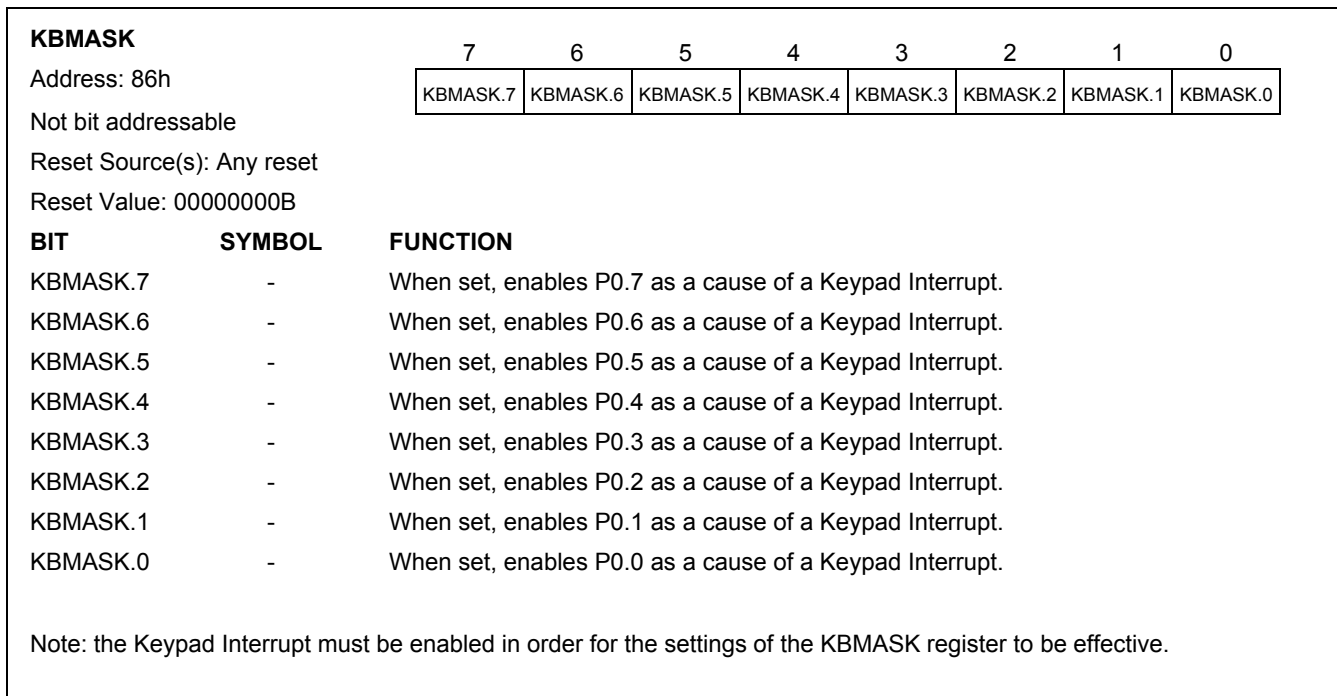 KBMASK
7 6 5 4 3 2 1 0
Address: 86h
KBMASK.7 KBMASK.6 KBMASK.5 KBMASK.4 KBMASK.3 KBMASK.2 KBMASK.1 KBMASK.0
Not bit addressable
Reset Source(s): Any reset
Reset Value: 00000000B
BIT SYMBOL FUNCTION
KBMASK.7 - When set, enables P0.7 as a cause of a Keypad Interrupt.
KBMASK.6 - When set, enables P0.6 as a cause of a Keypad Interrupt.
KBMASK.5 - When set, enables P0.5 as a cause of a Keypad Interrupt.
KBMASK.4 - When set, enables P0.4 as a cause of a Keypad Interrupt.
KBMASK.3 - When set, enables P0.3 as a cause of a Keypad Interrupt.
KBMASK.2 - When set, enables P0.2 as a cause of a Keypad Interrupt.
KBMASK.1 - When set, enables P0.1 as a cause of a Keypad Interrupt.
KBMASK.0 - When set, enables P0.0 as a cause of a Keypad Interrupt.
Note: the Keypad Interrupt must be enabled in order for the settings of the KBMASK register to be effective.